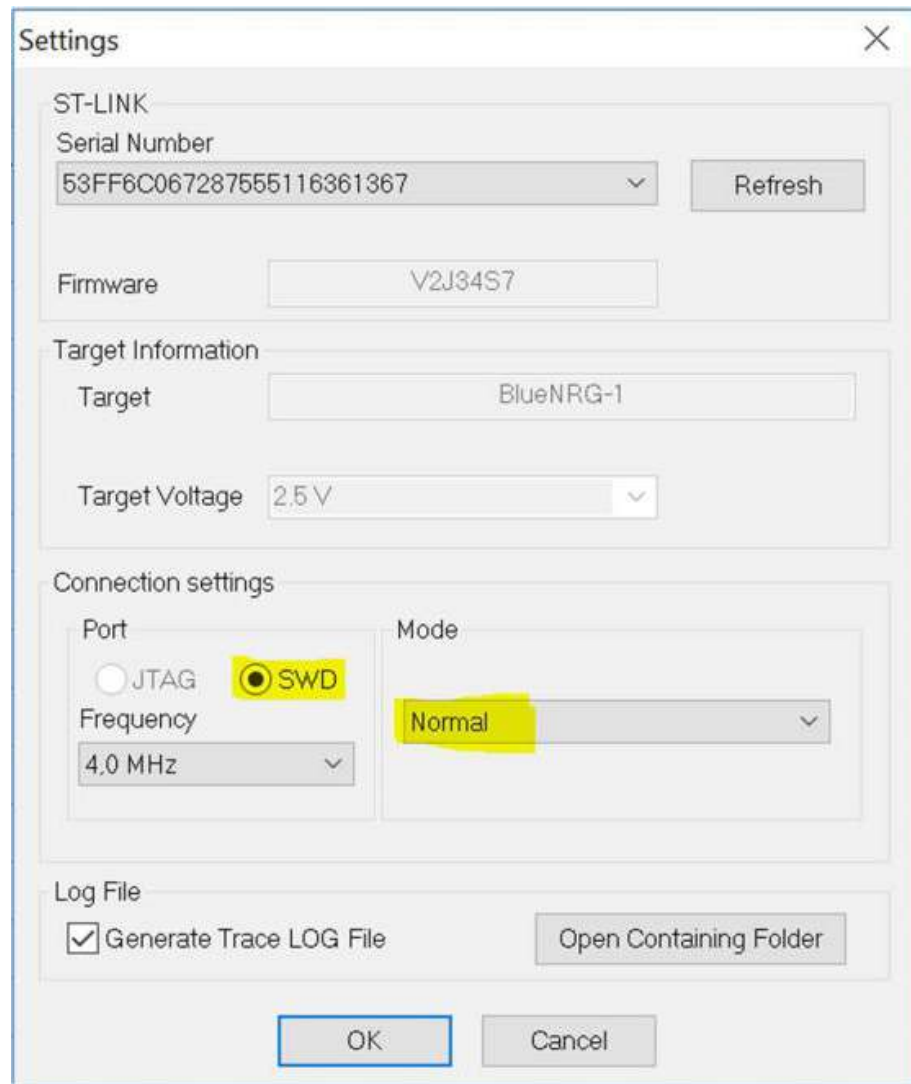 Settings
ST-LINK
Serial Number
53FF6C067287555116361367
Refresh
Firmware
V2J34S7
Target Information
Target
BlueNRG-1
Target Voltage
2.5 V
Connection settings
Port
Mode
JTAG
SWD
Frequency
Normal
4,0 MHz
Log File
Generate Trace LOG File
Open Containing Folder
OK
Cancel